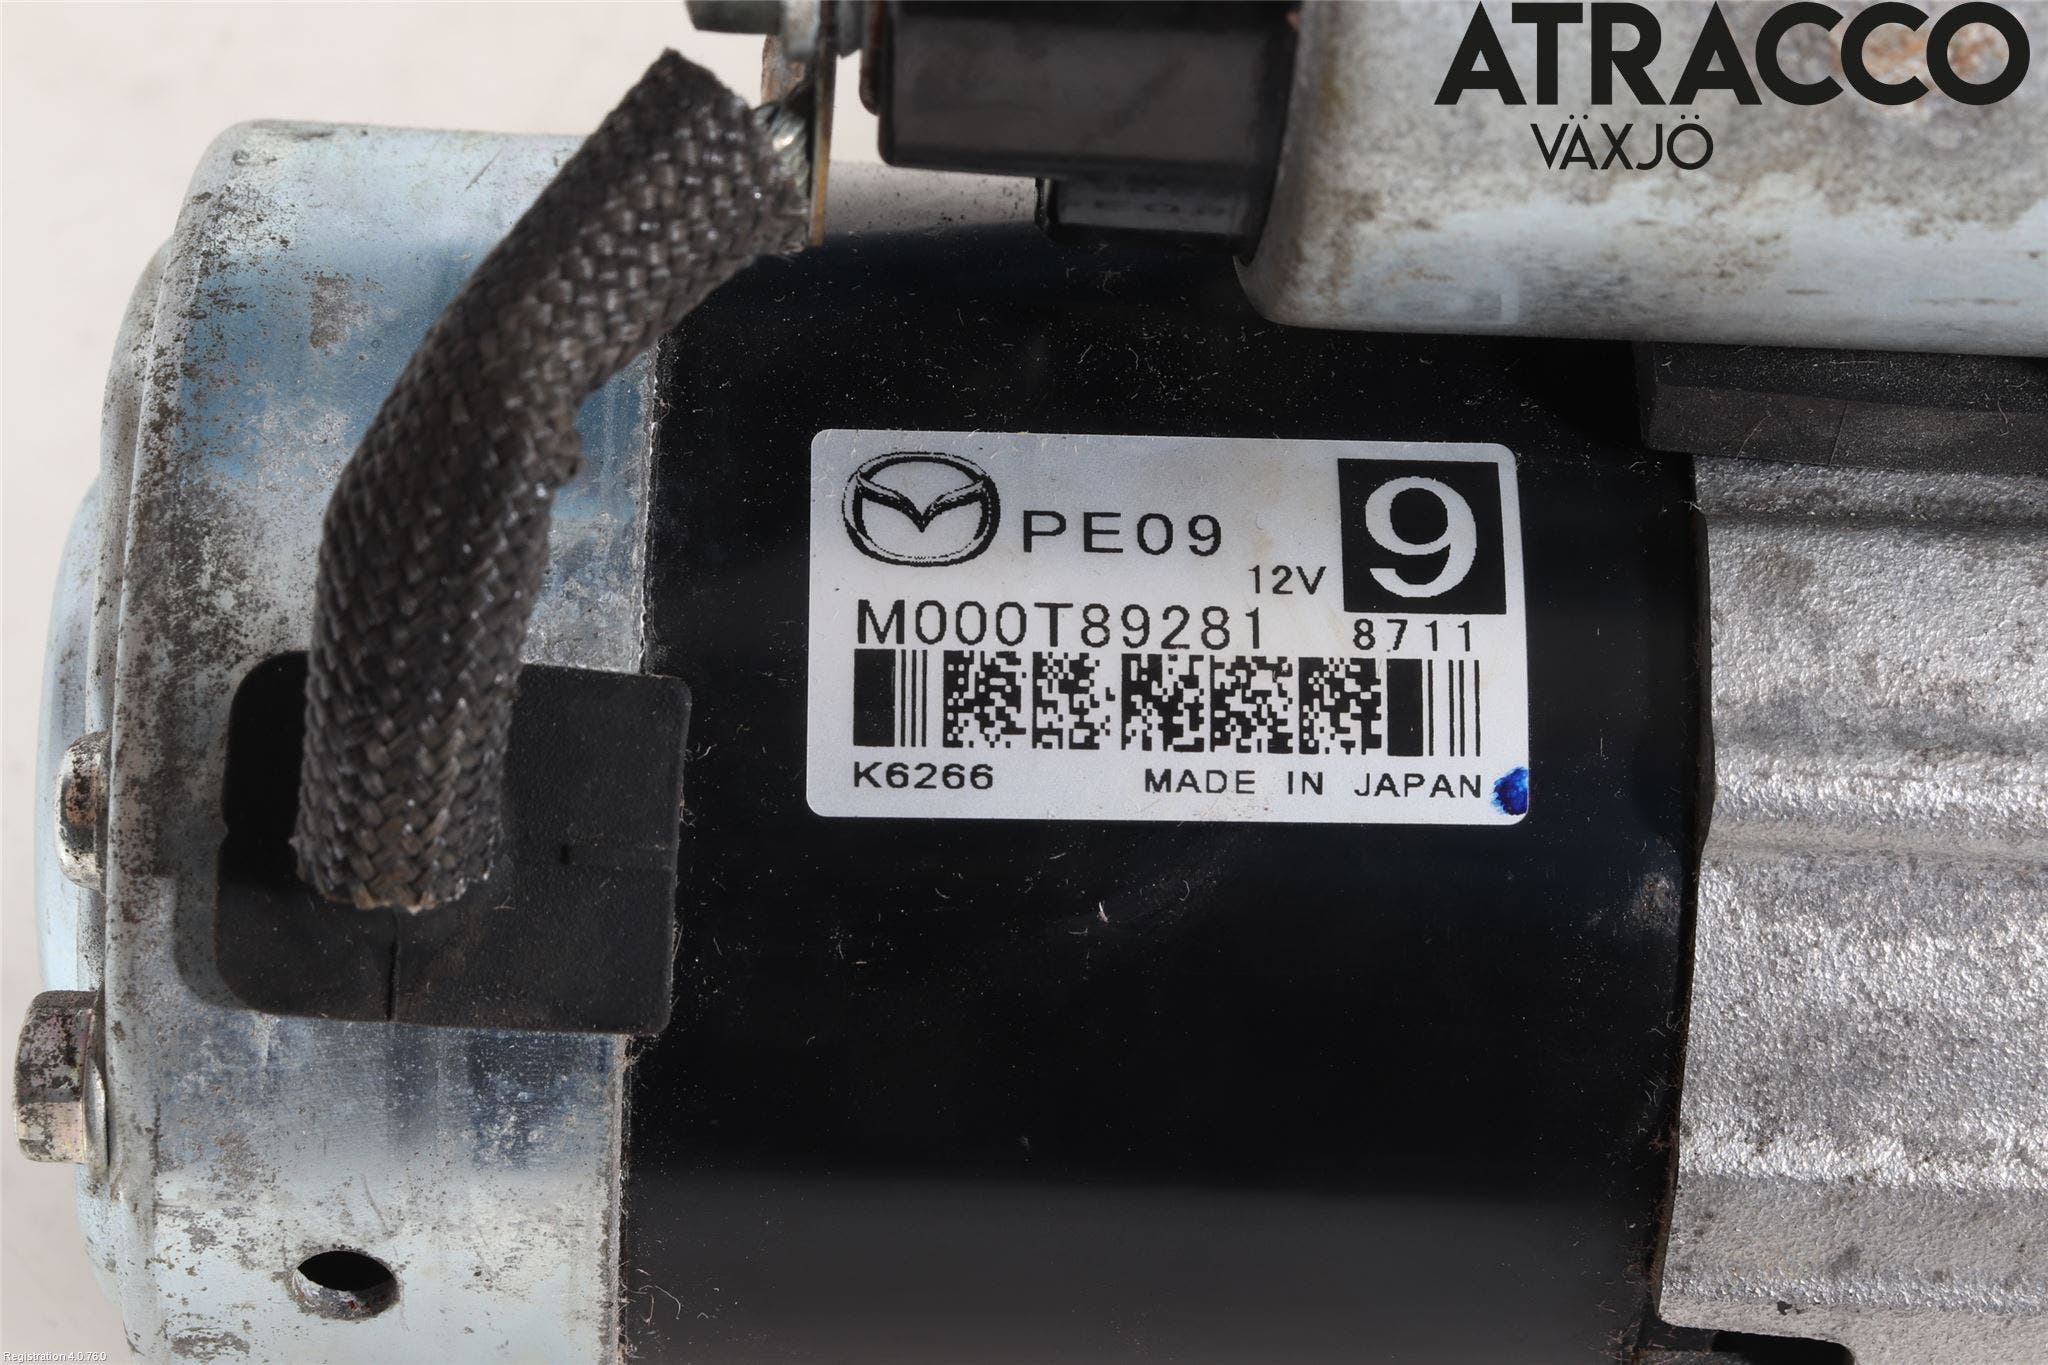 ATRACCO
VÄXJÖ
PE09
9
12V
M000T89281
8711
K6266
MADE IN JAPAN
Registration 4.0.76.0